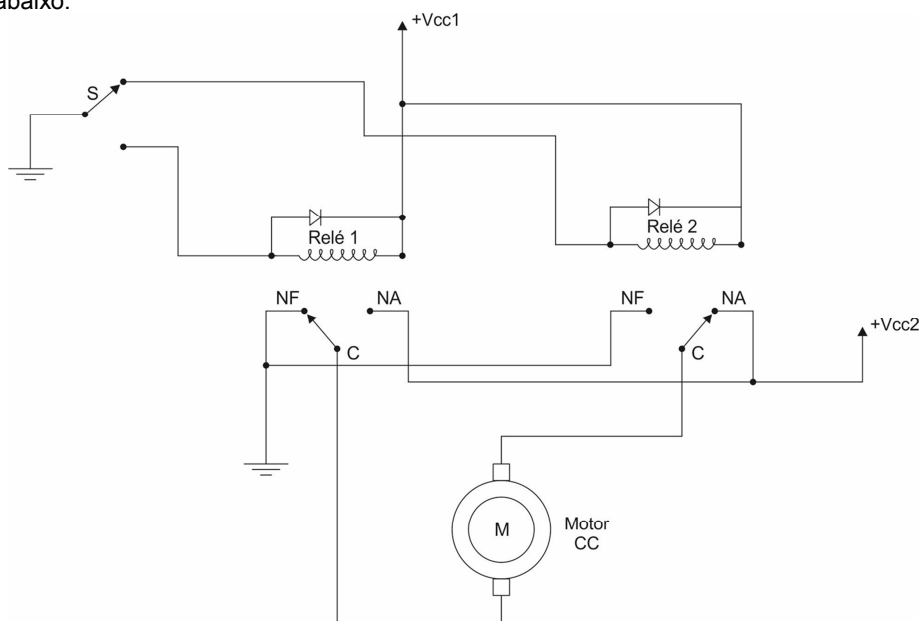 abaixo:
+Vcc1
S
Relé 1
Relé 2
NF
NA
NF
NA
+Vcc2
C
C
M
Motor
CC